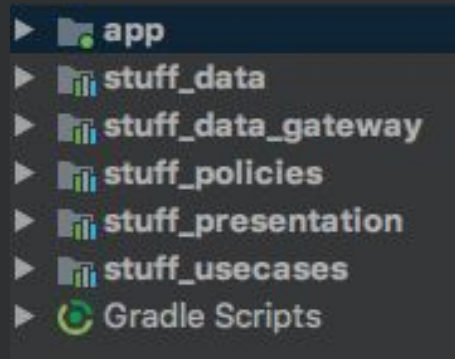 app
stuff_data
stuff_data_gateway
stuff_policies
stuff_presentation
stuff_usecases
Gradle Scripts